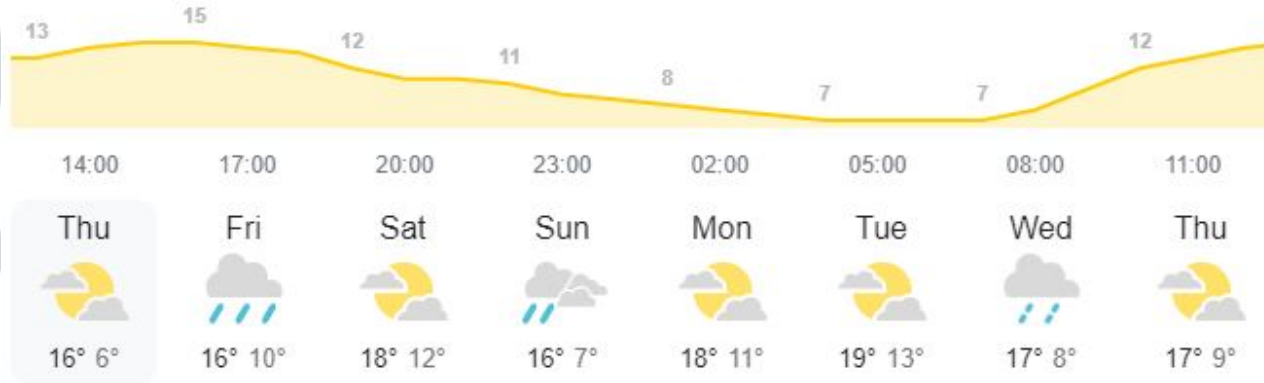 13 15 12 11 8 7 7 12
14:00 17:00 20:00 23:00 02:00 05:00 08:00 11:00
Thu Fri Sat Sun Mon Tue Wed Thu
16° 6° 16° 10° 18° 12° 16° 7° 18° 11° 19° 13° 17° 8° 17° 9°